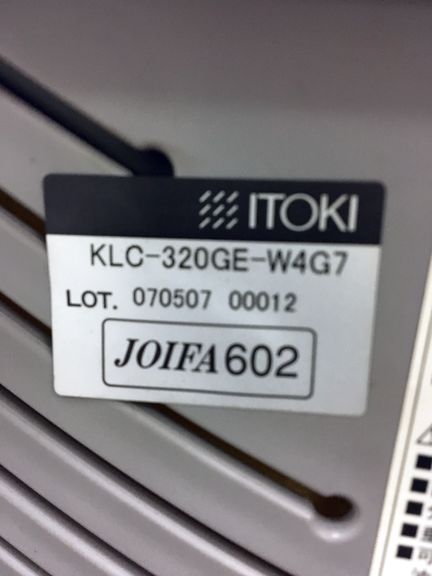 ITOKI
KLC-320GE-W4G7
LOT. 070507 00012
JOIFA 602